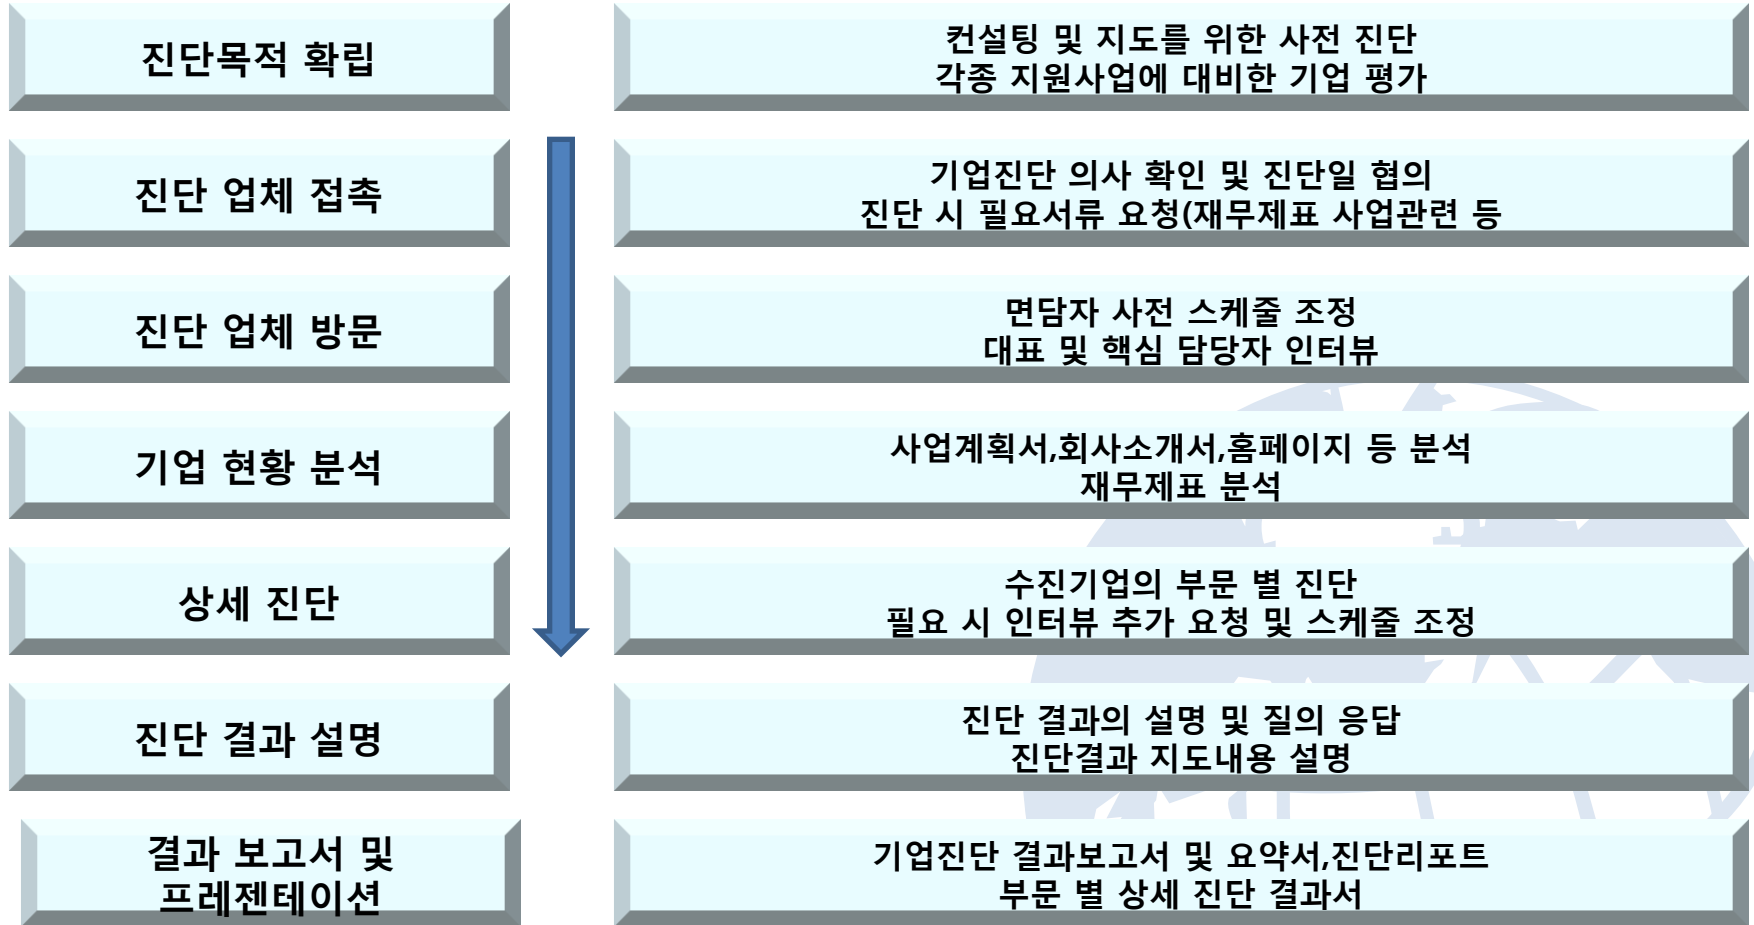 진단목적 확립
컨설팅 및 지도를 위한 사전 진단
각종 지원사업에 대비한 기업 평가
진단 업체 접촉
기업진단 의사 확인 및 진단일 협의
진단 시 필요서류 요청(재무제표 사업관련 등
진단 업체 방문
면담자 사전 스케줄 조정
대표 및 핵심 담당자 인터뷰
기업 현황 분석
사업계획서,회사소개서,홈페이지 등 분석
재무제표 분석
상세 진단
수진기업의 부문 별 진단
필요 시 인터뷰 추가 요청 및 스케줄 조정
진단 결과 설명
진단 결과의 설명 및 질의 응답
진단결과 지도내용 설명
결과 보고서 및
프레젠테이션
기업진단 결과보고서 및 요약서,진단리포트
부문 별 상세 진단 결과서